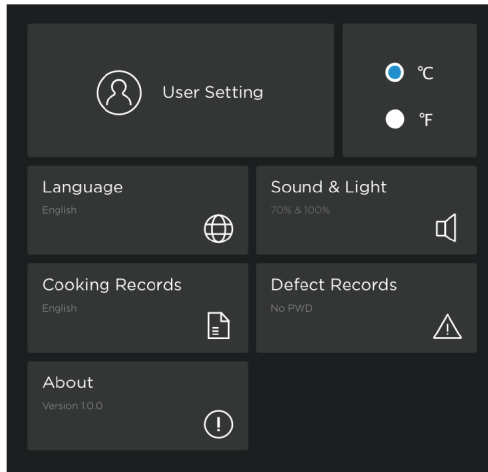 User Setting
℃
℉
Language
English
Sound & Light
70% & 100%
Cooking Records
English
Defect Records
No PWD
About
Version 1.0.0